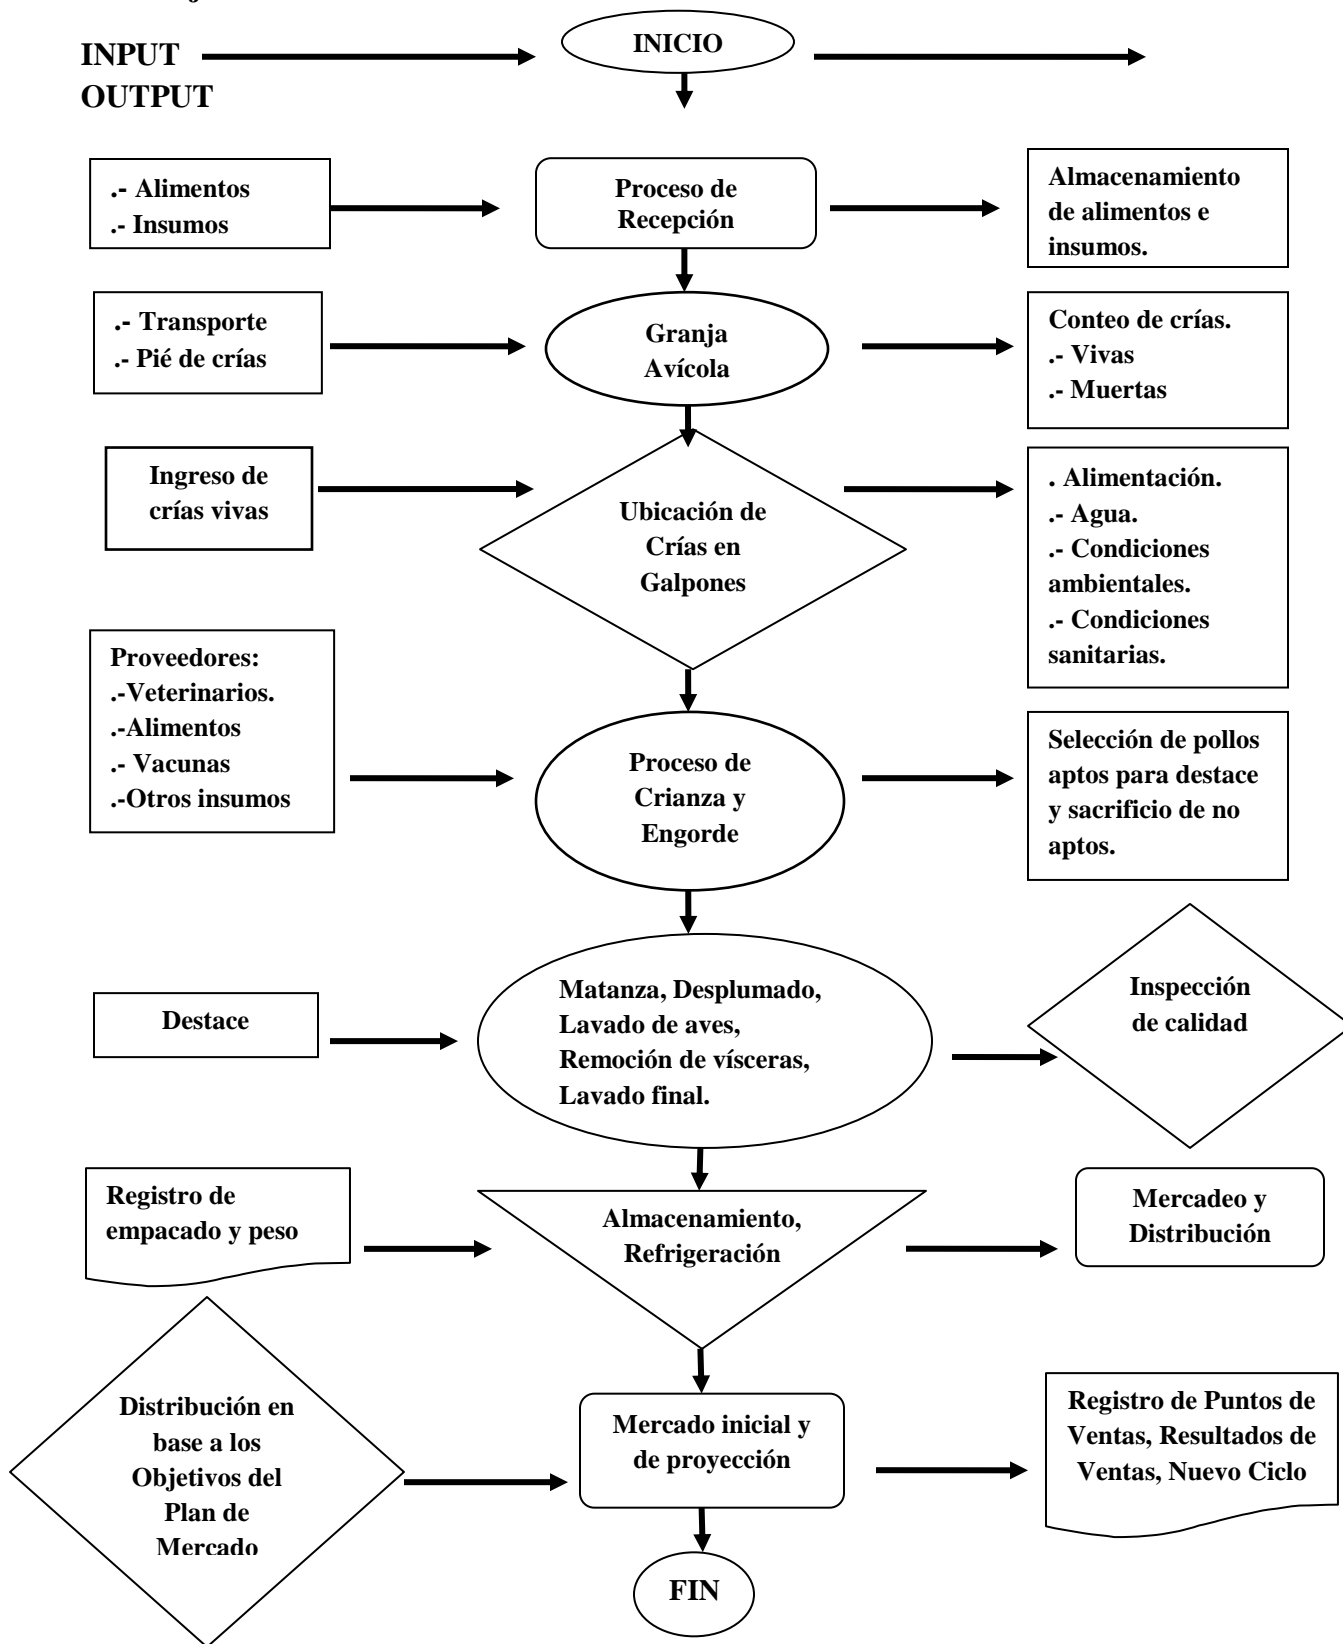 INPUT
OUTPUT
INICIO
.- Alimentos
.- Insumos
Proceso de
Recepción
Almacenamiento
de alimentos e
insumos.
.- Transporte
.- Pié de crías
Granja
Avícola
Conteo de crías.
.- Vivas
.- Muertas
Ingreso de
crías vivas
Ubicación de
Crías en
Galpones
. Alimentación.
.- Agua.
.- Condiciones
ambientales.
.- Condiciones
sanitarias.
Proveedores:
.-Veterinarios.
.-Alimentos
.- Vacunas
.-Otros insumos
Proceso de
Crianza y
Engorde
Selección de pollos
aptos para destace
y sacrificio de no
aptos.
Destace
Matanza, Desplumado,
Lavado de aves,
Remoción de vísceras,
Lavado final.
Inspección
de calidad
Registro de
empacado y peso
Almacenamiento,
Refrigeración
Mercadeo y
Distribución
Distribución en
base a los
Objetivos del
Plan de
Mercado
Mercado inicial y
de proyección
Registro de Puntos de
Ventas, Resultados de
Ventas, Nuevo Ciclo
FIN